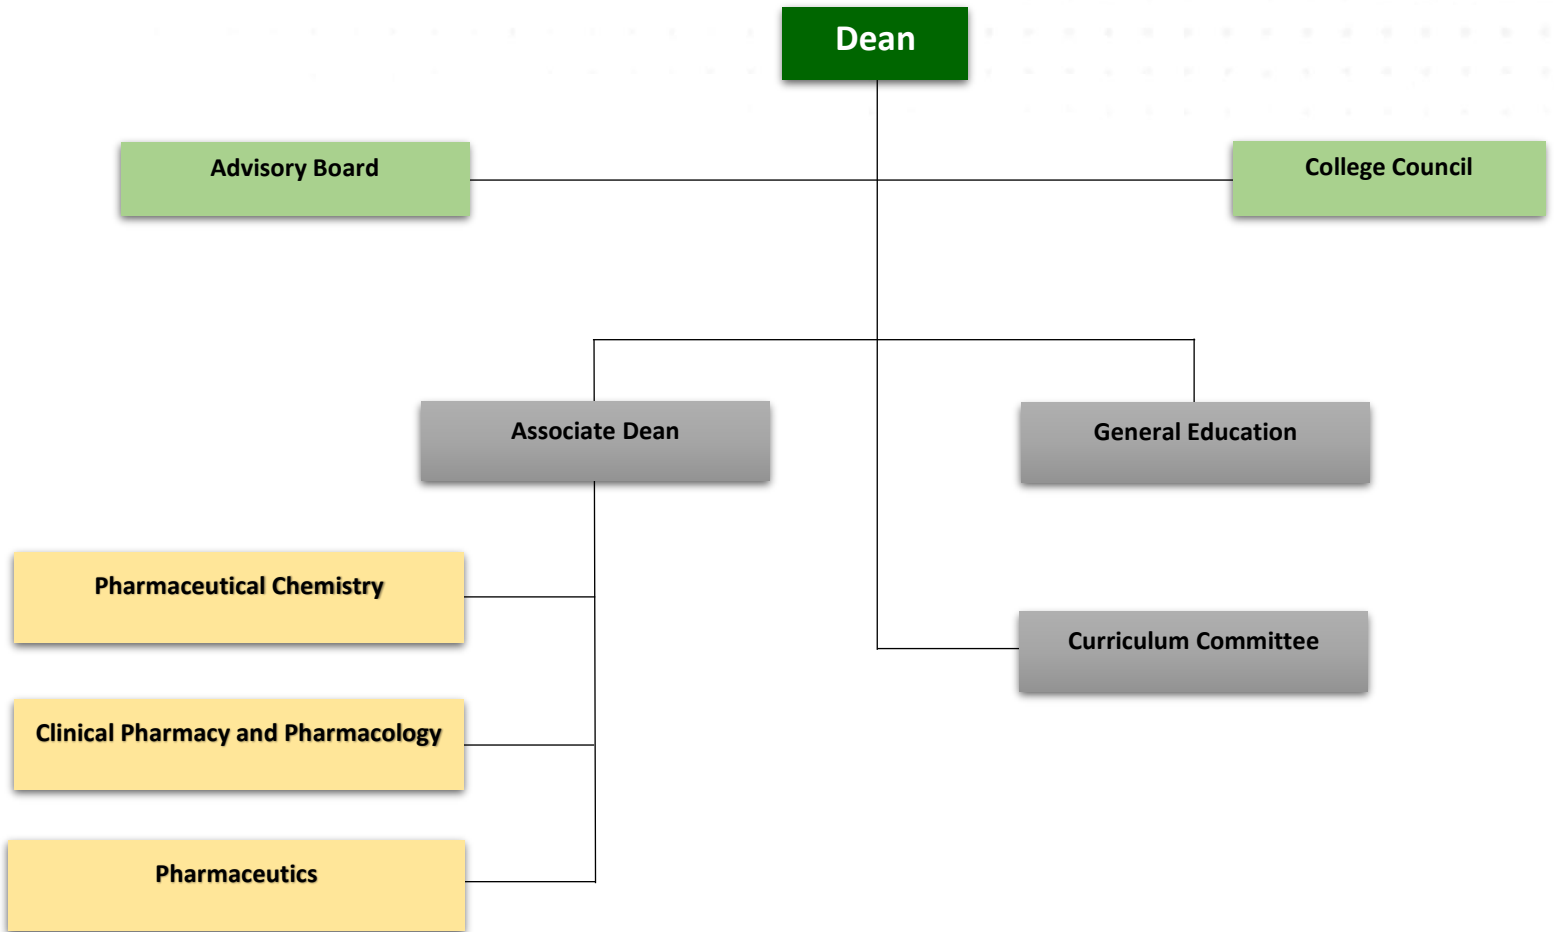 Dean
Advisory Board
College Council
Associate Dean
General Education
Pharmaceutical Chemistry
Curriculum Committee
Clinical Pharmacy and Pharmacology
Pharmaceutics